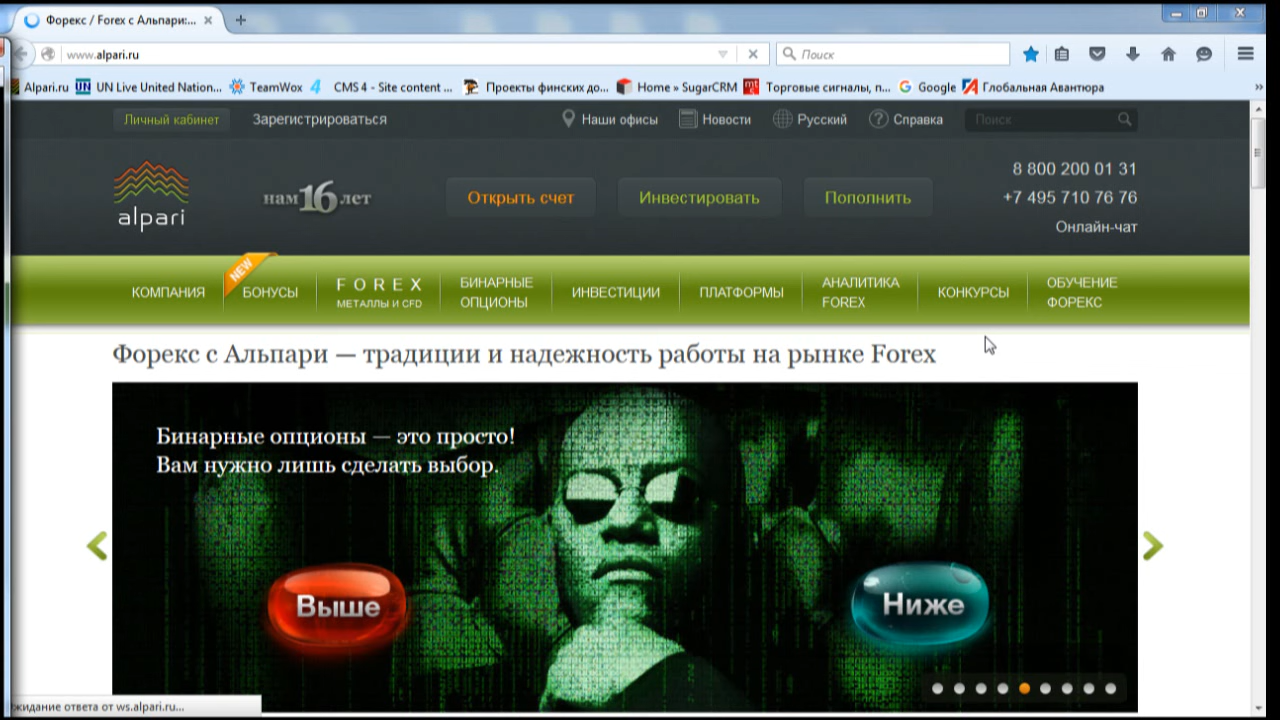 Форекс / Forex с Альпари:...
www.alpari.ru
Поиск
Alpari.ru
UN
UN Live United Nation...
TeamWox
CMS 4 - Site content ...
Проекты финских до...
Home » SugarCRM
mt
Торговые сигналы, п...
Google
Глобальная Авантюра
Личный кабинет
Зарегистрироваться
Наши офисы
Новости
Русский
Справка
Поиск
alpari
нам 16 лет
Открыть счет
Инвестировать
Пополнить
8 800 200 01 31
+7 495 710 76 76
Онлайн-чат
КОМПАНИЯ
NEW
БОНУСЫ
FOREX
МЕТАЛЛЫ И CFD
БИНАРНЫЕ
ОПЦИОНЫ
ИНВЕСТИЦИИ
ПЛАТФОРМЫ
АНАЛИТИКА
FOREX
КОНКУРСЫ
ОБУЧЕНИЕ
ФОРЕКС
Форекс с Альпари — традиции и надежность работы на рынке Forex
Бинарные опционы — это просто!
Вам нужно лишь сделать выбор.
Выше
Ниже
жидание ответа от ws.alpari.ru...